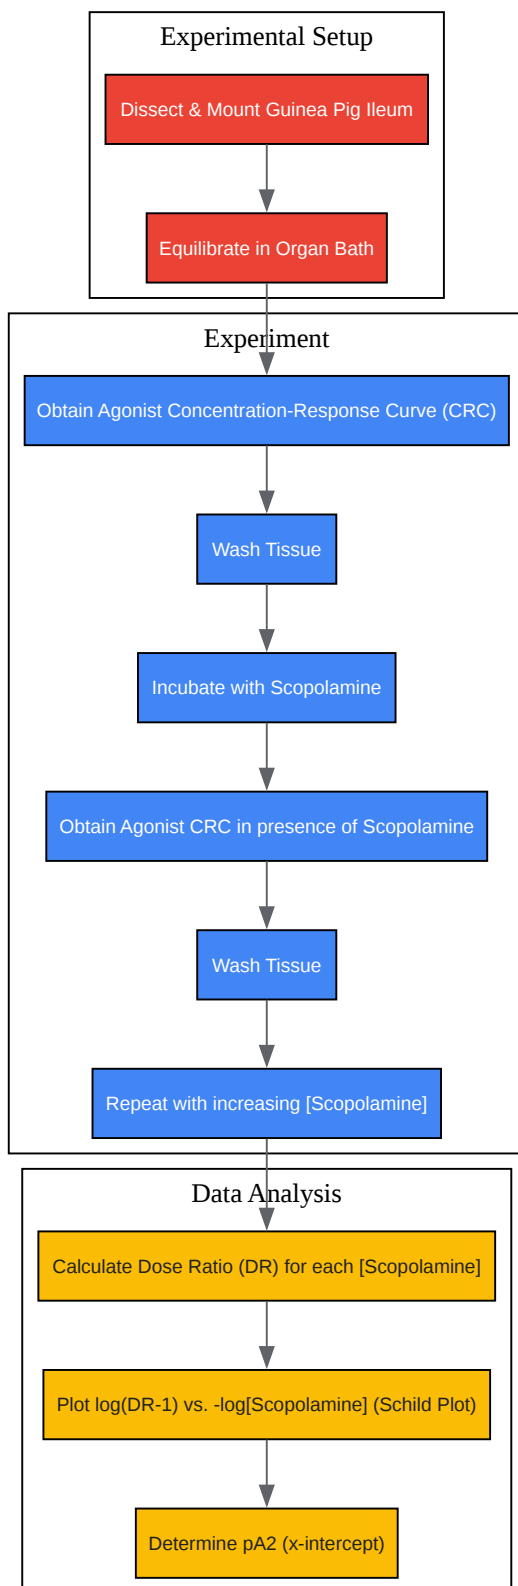 Experimental Setup
Dissect & Mount Guinea Pig Ileum
Equilibrate in Organ Bath
Experiment
Obtain Agonist Concentration-Response Curve (CRC)
Wash Tissue
Incubate with Scopolamine
Obtain Agonist CRC in presence of Scopolamine
Wash Tissue
Repeat with increasing [Scopolamine]
Data Analysis
Calculate Dose Ratio (DR) for each [Scopolamine]
Plot log(DR-1) vs. -log[Scopolamine] (Schild Plot)
Determine pA2 (x-intercept)